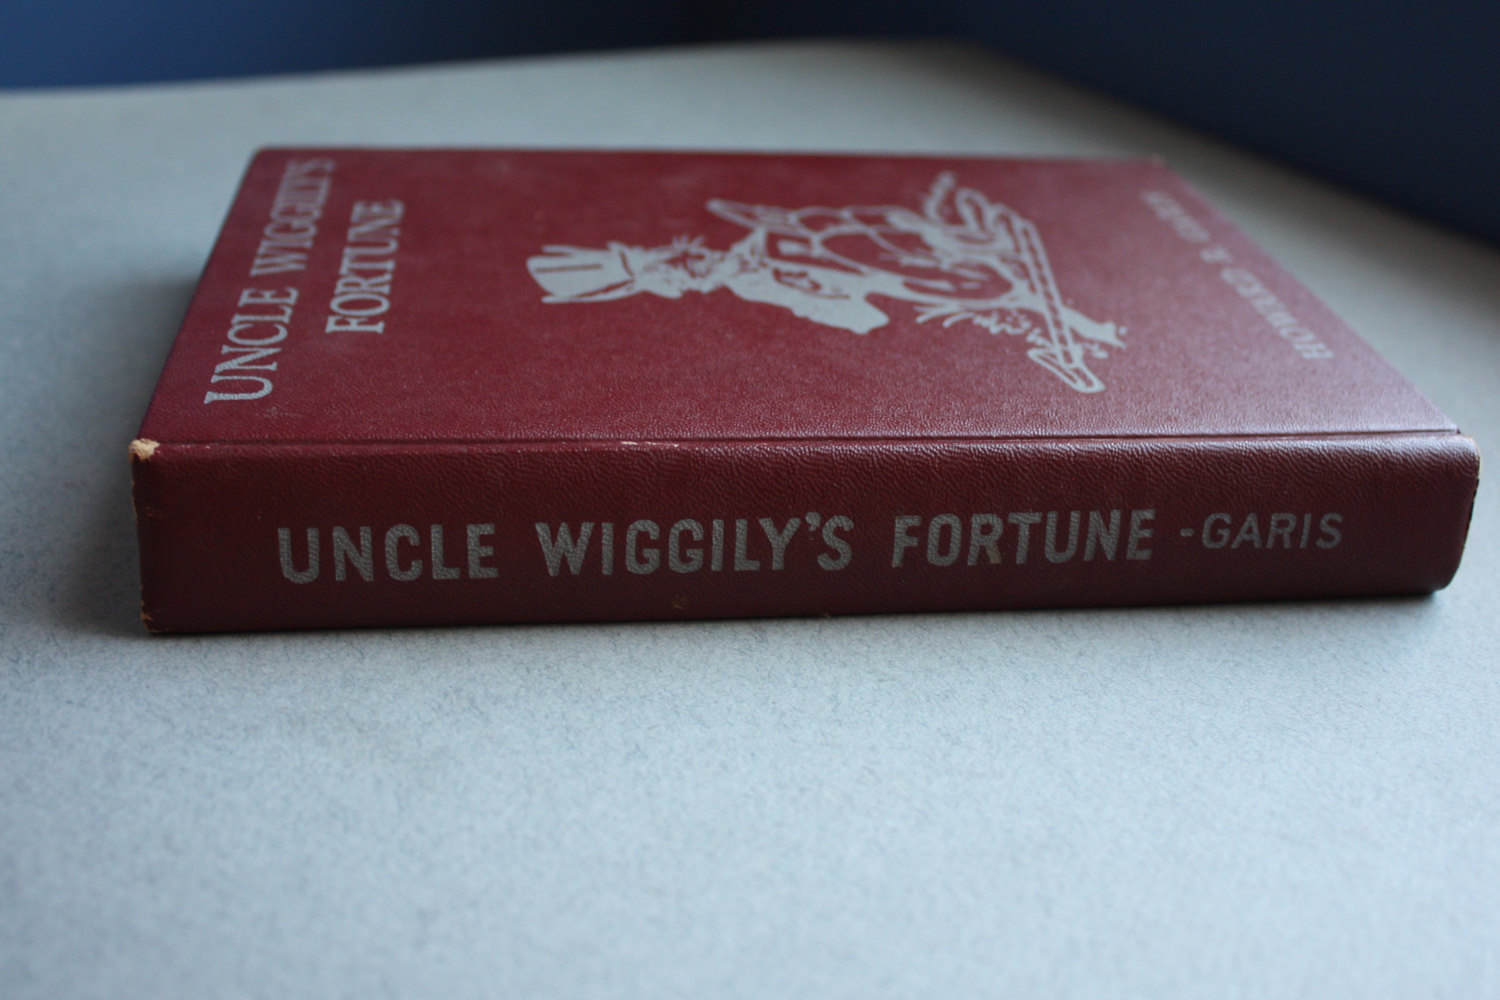 UNCLE WIGGILY'S
FORTUNE
HOWARD R. GARIS
UNCLE WIGGILY'S FORTUNE - GARIS